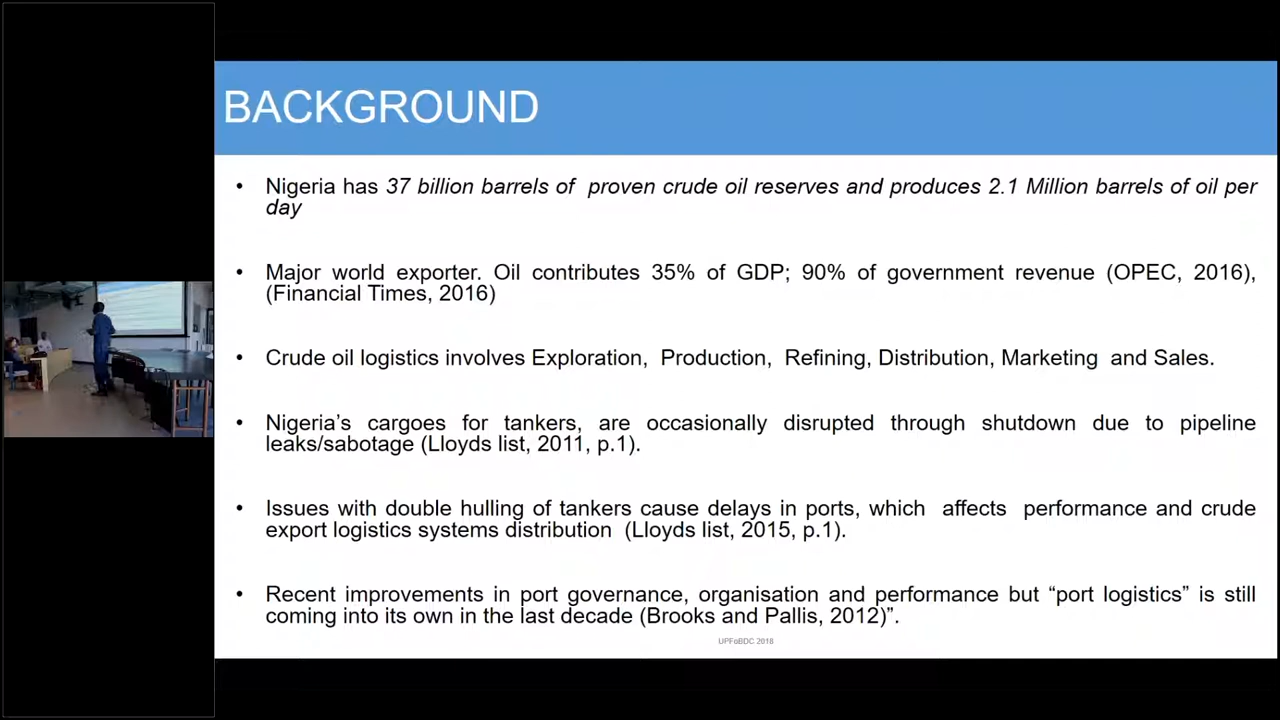 BACKGROUND
• Nigeria has 37 billion barrels of proven crude oil reserves and produces 2.1 Million barrels of oil per
day
• Major world exporter. Oil contributes 35% of GDP; 90% of government revenue (OPEC, 2016),
(Financial Times, 2016)
• Crude oil logistics involves Exploration, Production, Refining, Distribution, Marketing and Sales.
• Nigeria’s cargoes for tankers, are occasionally disrupted through shutdown due to pipeline
leaks/sabotage (Lloyds list, 2011, p.1).
• Issues with double hulling of tankers cause delays in ports, which affects performance and crude
export logistics systems distribution (Lloyds list, 2015, p.1).
• Recent improvements in port governance, organisation and performance but “port logistics” is still
coming into its own in the last decade (Brooks and Pallis, 2012)”.
UPFoBDC 2018